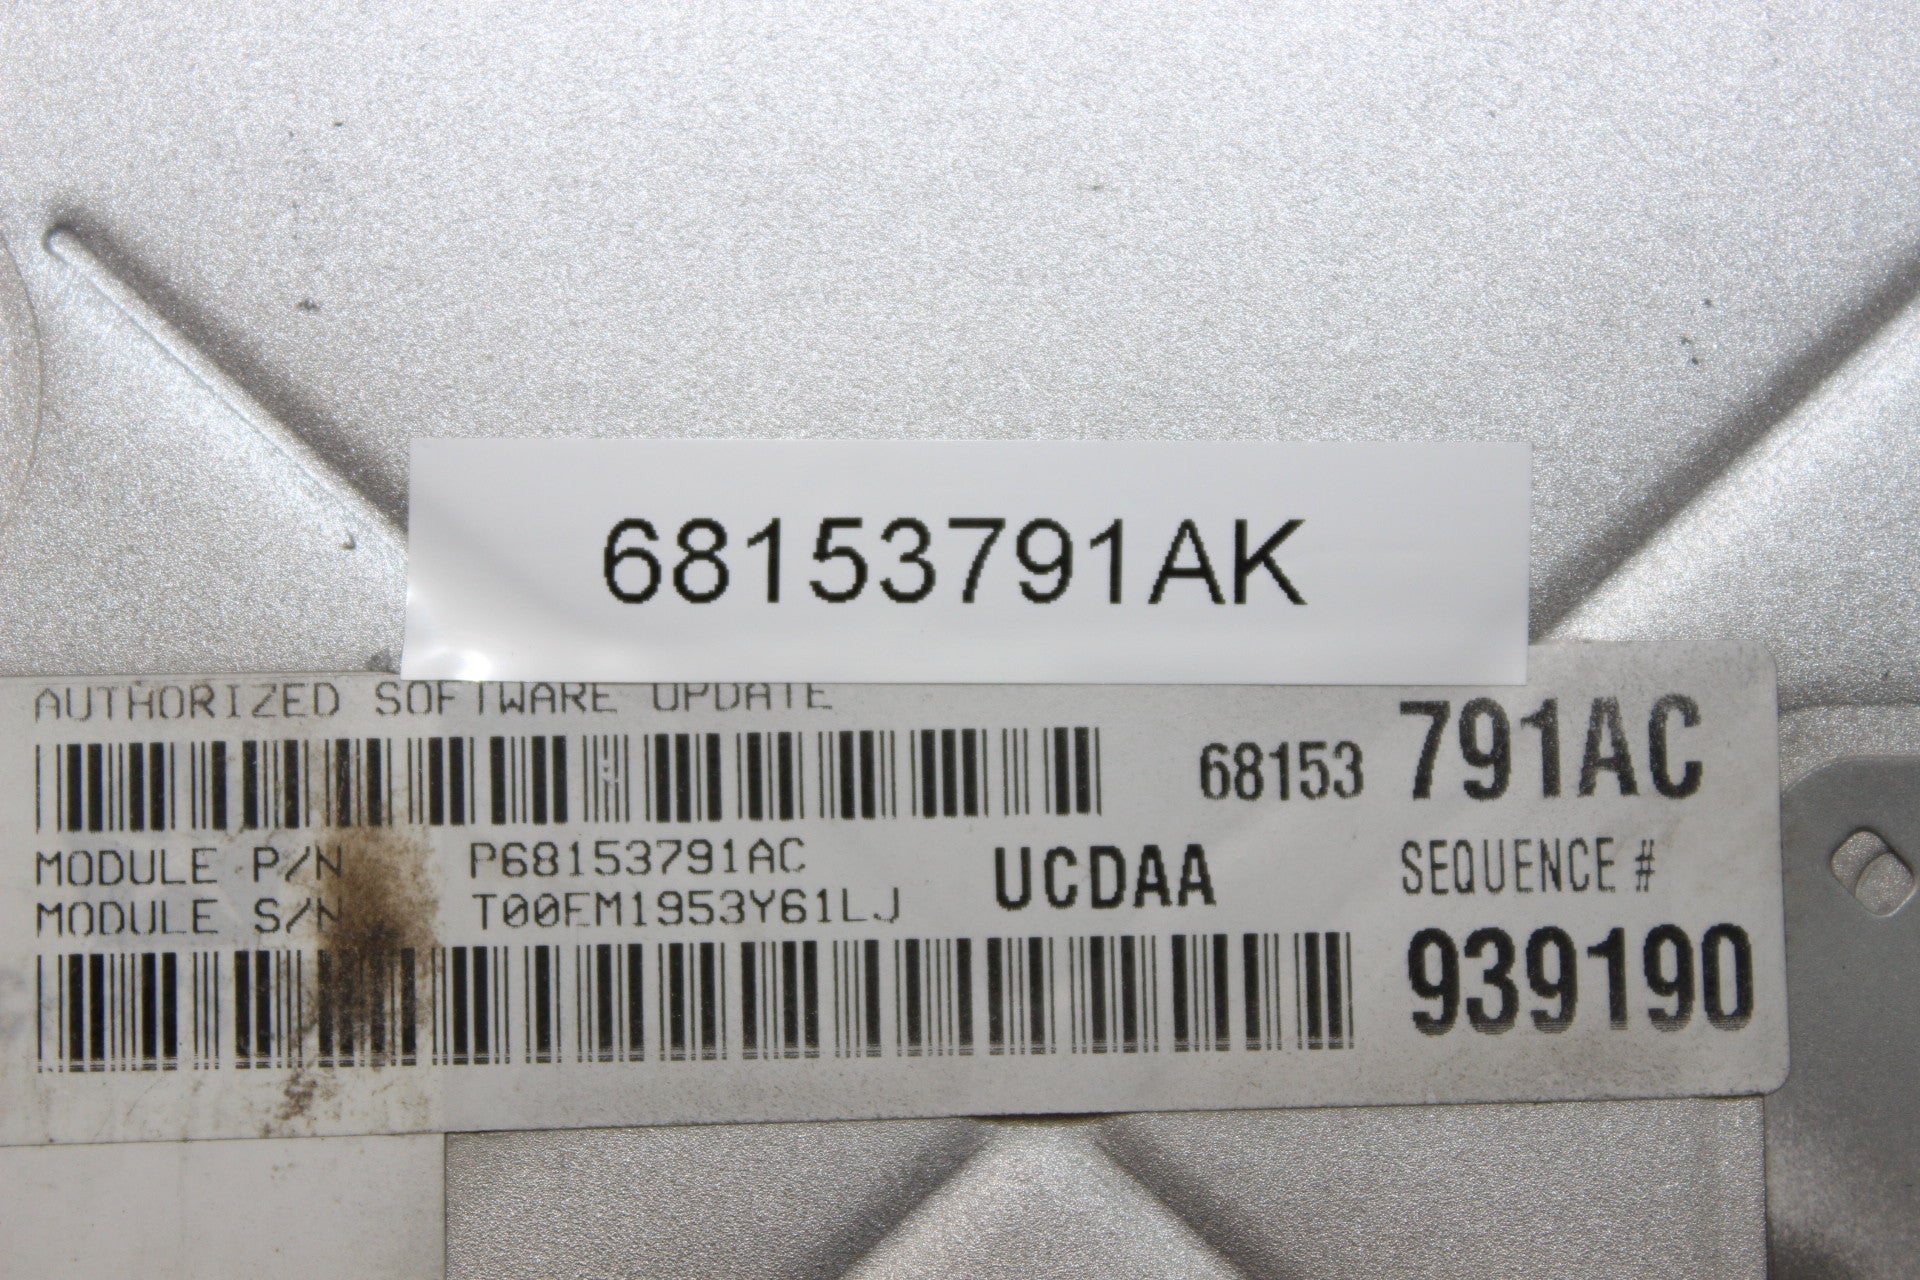 68153791AK
AUTHORIZED SOFTWARE UPDATE
68153 791AC
MODULE P/N P68153791AC
MODULE S/N T00EM1953Y61LJ
UCDAA
SEQUENCE #
939190